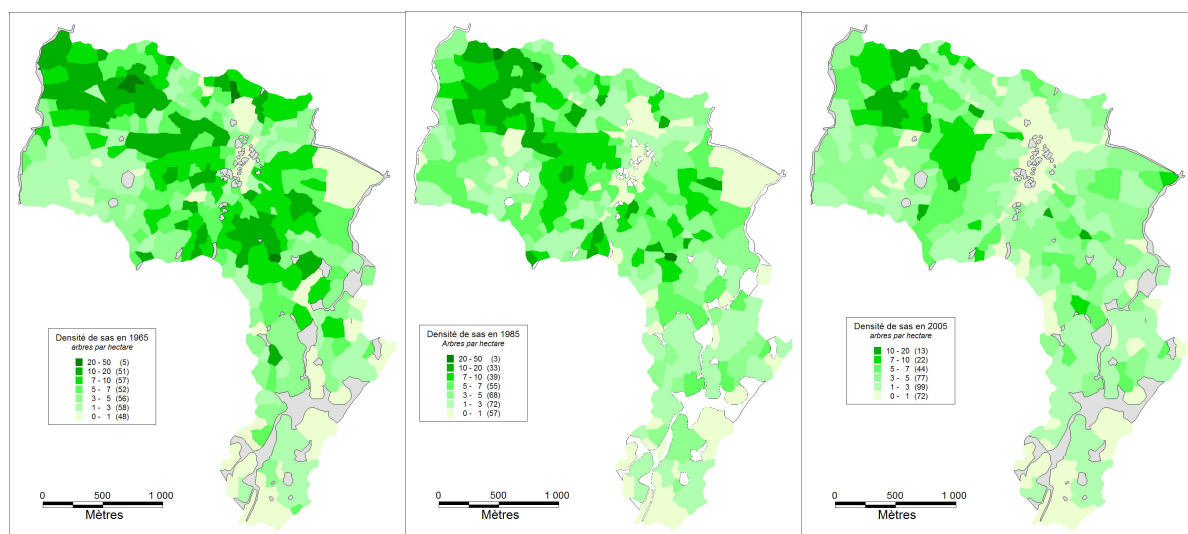 Densité de sas en 1965
arbres par hectare
20 - 50 (5)
10 - 20 (51)
7 - 10 (57)
5 - 7 (52)
3 - 5 (56)
1 - 3 (58)
0 - 1 (48)
0 500 1 000
Mètres
Densité de sas en 1985
Arbres par hectare
20 - 50 (3)
10 - 20 (33)
7 - 10 (39)
5 - 7 (55)
3 - 5 (68)
1 - 3 (72)
0 - 1 (57)
0 500 1 000
Mètres
Densité de sas en 2005
arbres par hectare
10 - 20 (13)
7 - 10 (22)
5 - 7 (44)
3 - 5 (77)
1 - 3 (99)
0 - 1 (72)
0 500 1 000
Mètres